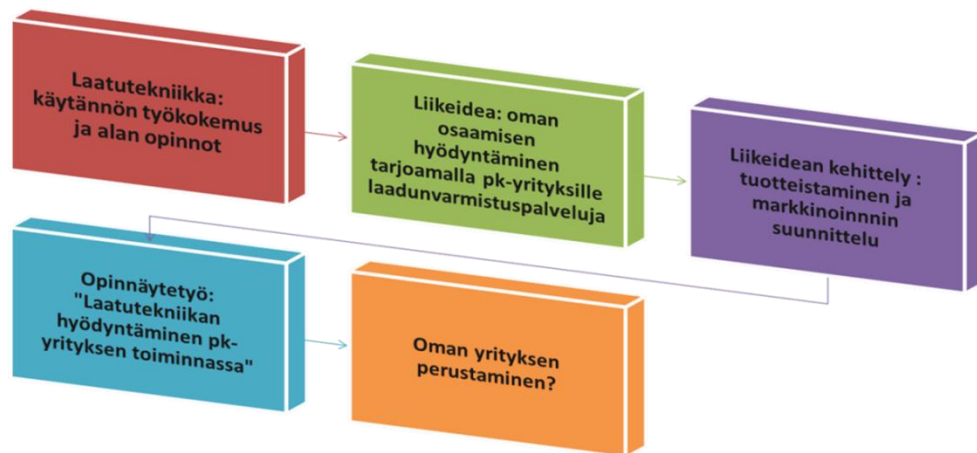 Laatutekniikka:
käytännön työkokemus
ja alan opinnot
Liikeidea: oman
osaamisen
hyödyntäminen
tarjoamalla pk-yrityksille
laadunvarmistuspalveluja
Liikeidean kehittely :
tuotteistaminen ja
markkinoinnnin
suunnittelu
Opinnäytetyö:
"Laatutekniikan
hyödyntäminen pk-
yrityksen toiminnassa"
Oman yrityksen
perustaminen?